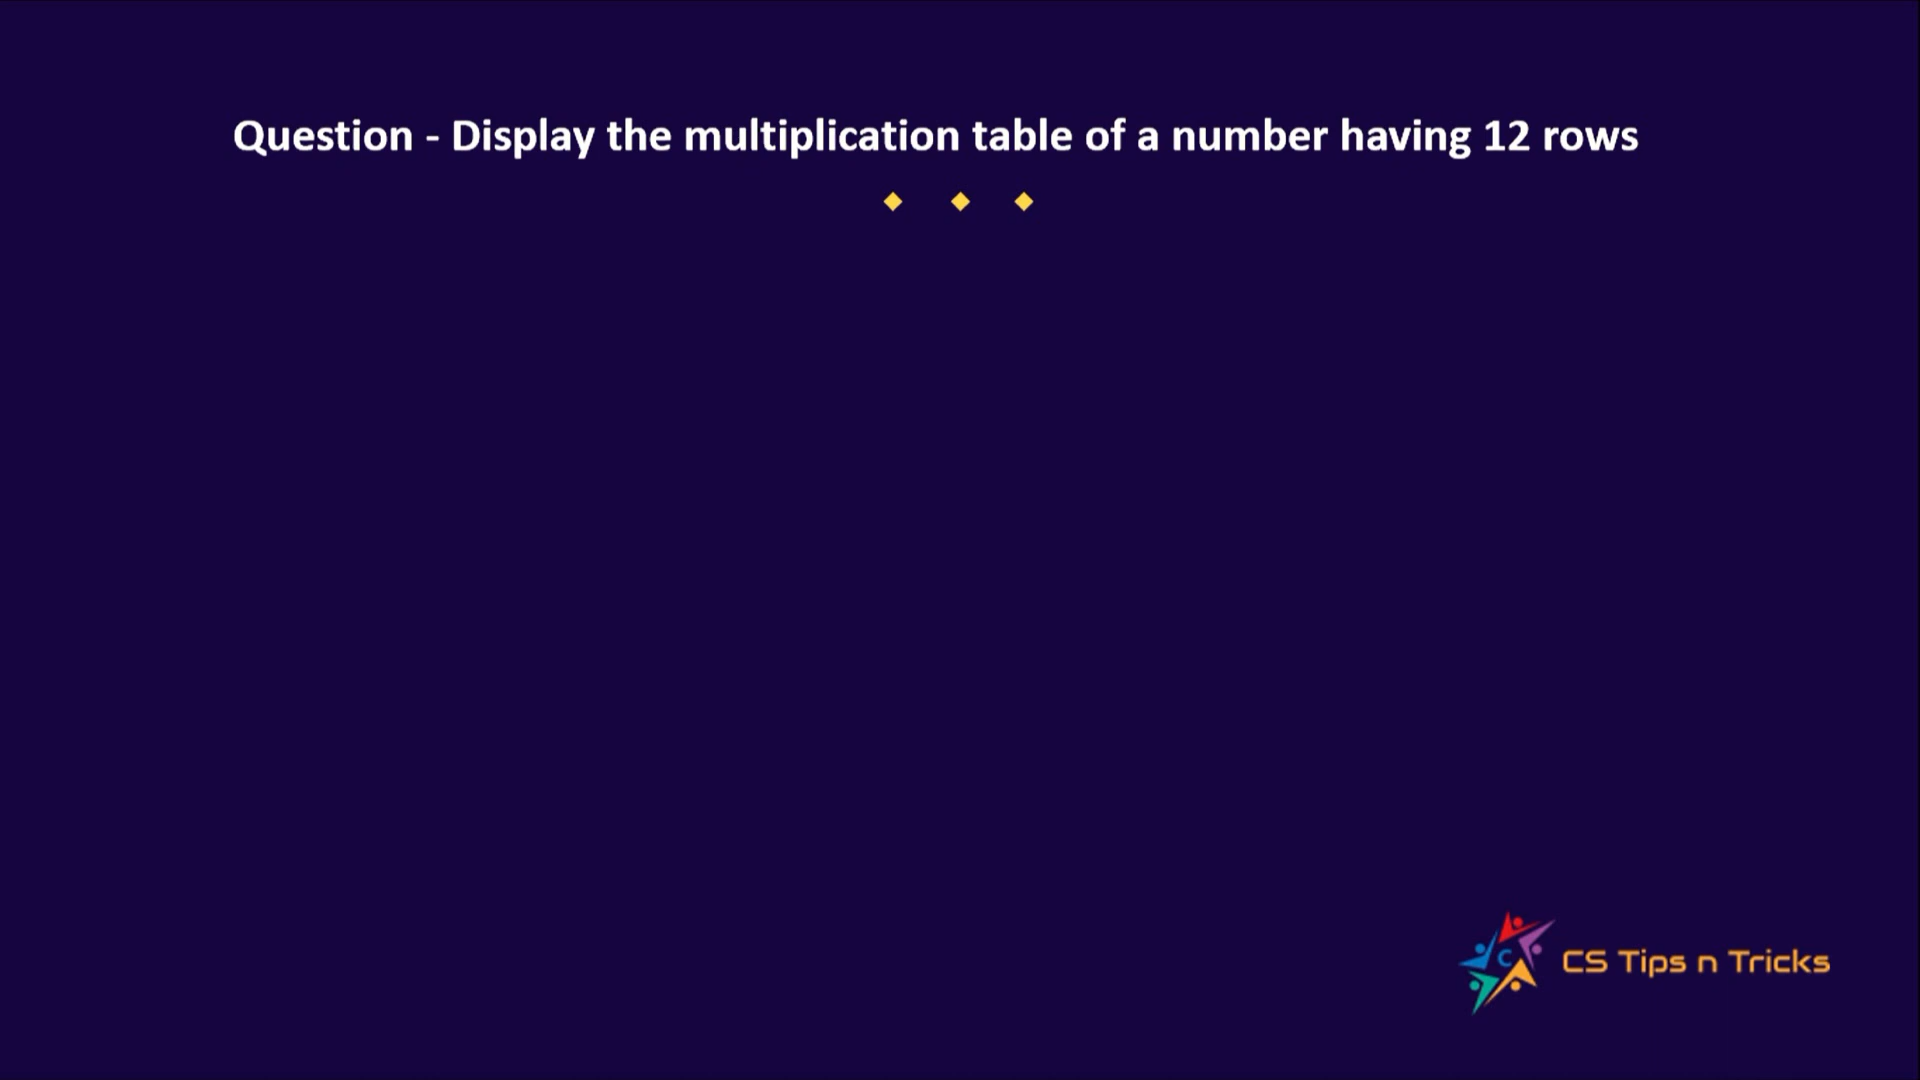 Question - Display the multiplication table of a number having 12 rows
C
CS Tips n Tricks